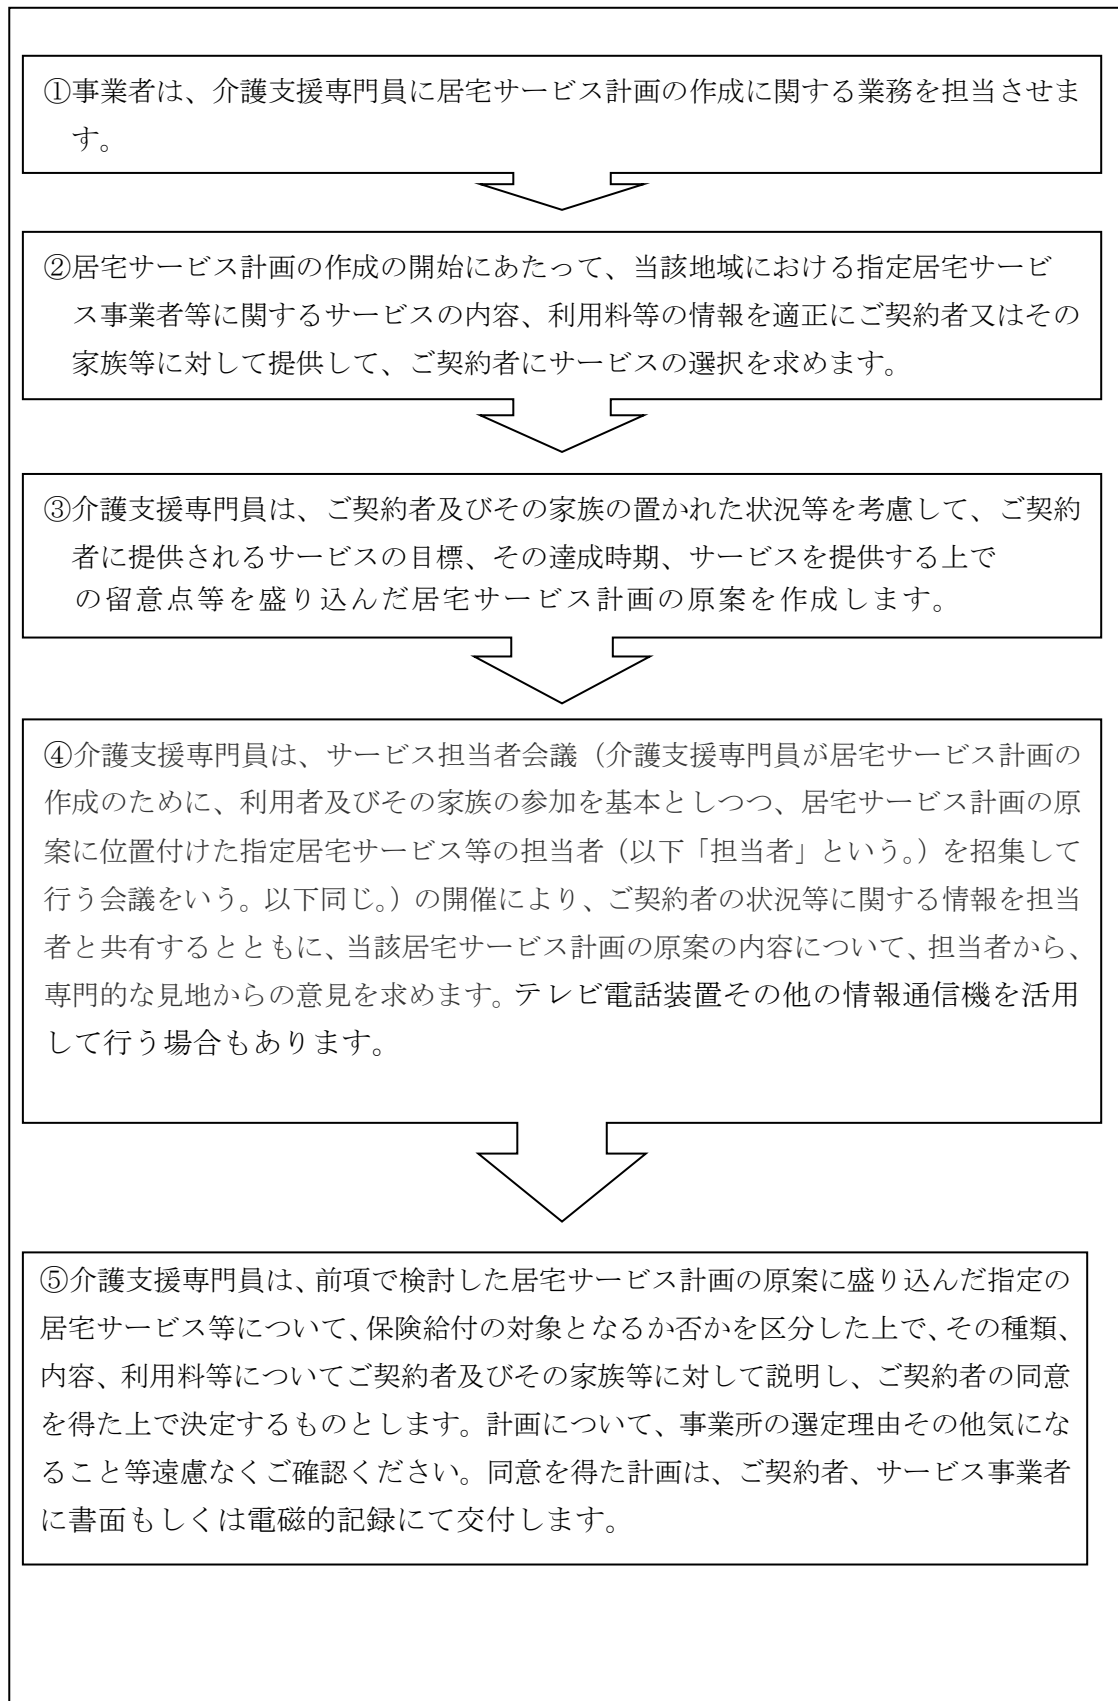 ①事業者は、介護支援専門員に居宅サービス計画の作成に関する業務を担当させま
す。
②居宅サービス計画の作成の開始にあたって、当該地域における指定居宅サービ
ス事業者等に関するサービスの内容、利用料等の情報を適正にご契約者又はその
家族等に対して提供して、ご契約者にサービスの選択を求めます。
③介護支援専門員は、ご契約者及びその家族の置かれた状況等を考慮して、ご契約
者に提供されるサービスの目標、その達成時期、サービスを提供する上で
の留意点等を盛り込んだ居宅サービス計画の原案を作成します。
④介護支援専門員は、サービス担当者会議（介護支援専門員が居宅サービス計画の
作成のために、利用者及びその家族の参加を基本としつつ、居宅サービス計画の原
案に位置付けた指定居宅サービス等の担当者（以下「担当者」という。）を招集して
行う会議をいう。以下同じ。）の開催により、ご契約者の状況等に関する情報を担当
者と共有するとともに、当該居宅サービス計画の原案の内容について、担当者から、
専門的な見地からの意見を求めます。テレビ電話装置その他の情報通信機を活用
して行う場合もあります。
⑤介護支援専門員は、前項で検討した居宅サービス計画の原案に盛り込んだ指定の
居宅サービス等について、保険給付の対象となるか否かを区分した上で、その種類、
内容、利用料等についてご契約者及びその家族等に対して説明し、ご契約者の同意
を得た上で決定するものとします。計画について、事業所の選定理由その他気にな
ること等遠慮なくご確認ください。同意を得た計画は、ご契約者、サービス事業者
に書面もしくは電磁的記録にて交付します。